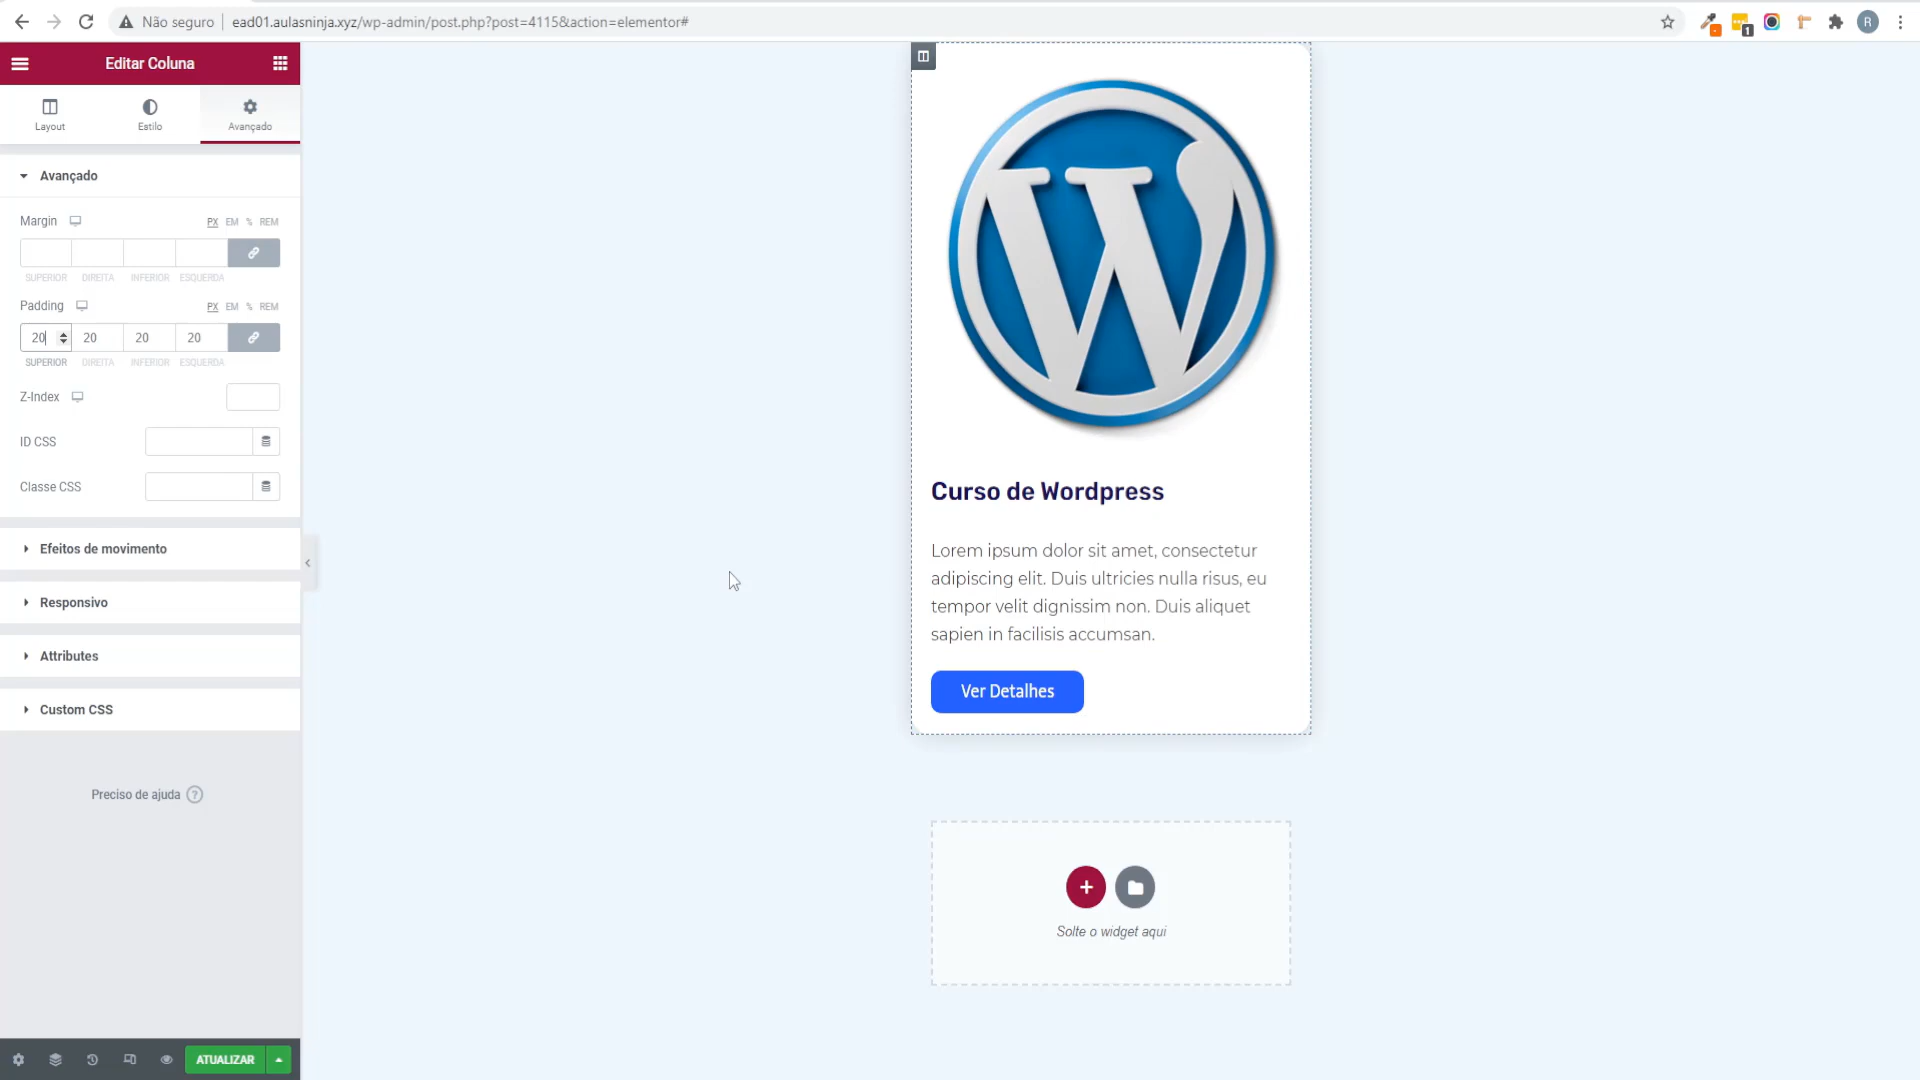 Não seguro
ead01.aulasninja.xyz/wp-admin/post.php?post=4115&action=elementor#
1
R
Editar Coluna
Layout
Estilo
Avançado
Avançado
Margin
PX EM % REM
SUPERIOR DIREITA INFERIOR ESQUERDA
Padding
PX EM % REM
20 20 20 20
SUPERIOR DIREITA INFERIOR ESQUERDA
Z-Index
ID CSS
Classe CSS
Efeitos de movimento
Responsivo
Attributes
Custom CSS
Preciso de ajuda ?
ATUALIZAR
W
Curso de Wordpress
Lorem ipsum dolor sit amet, consectetur
adipiscing elit. Duis ultricies nulla risus, eu
tempor velit dignissim non. Duis aliquet
sapien in facilisis accumsan.
Ver Detalhes
Solte o widget aqui